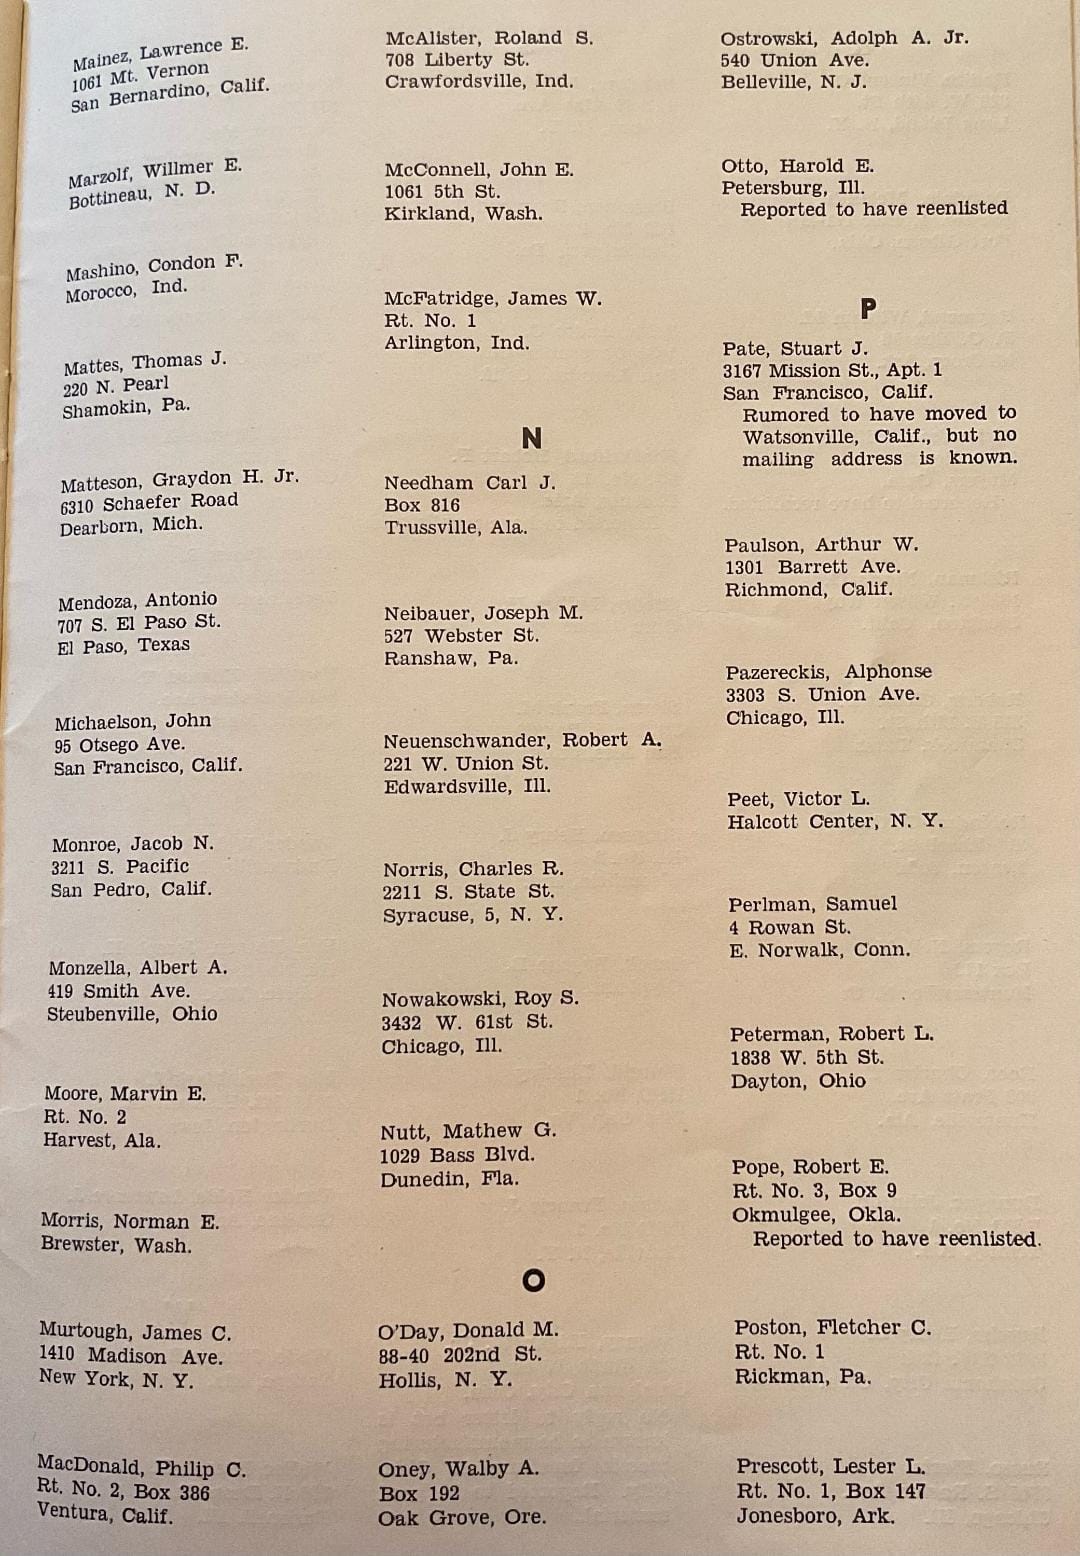 Mainez, Lawrence E.
1061 Mt. Vernon
San Bernardino, Calif.
Marzolf, Willmer E.
Bottineau, N. D.
Mashino, Condon F.
Morocco, Ind.
Mattes, Thomas J.
220 N. Pearl
Shamokin, Pa.
Matteson, Graydon H. Jr.
6310 Schaefer Road
Dearborn, Mich.
Mendoza, Antonio
707 S. El Paso St.
El Paso, Texas
Michaelson, John
95 Otsego Ave.
San Francisco, Calif.
Monroe, Jacob N.
3211 S. Pacific
San Pedro, Calif.
Monzella, Albert A.
419 Smith Ave.
Steubenville, Ohio
Moore, Marvin E.
Rt. No. 2
Harvest, Ala.
Morris, Norman E.
Brewster, Wash.
Murtough, James C.
1410 Madison Ave.
New York, N. Y.
MacDonald, Philip C.
Rt. No. 2, Box 386
Ventura, Calif.
McAlister, Roland S.
708 Liberty St.
Crawfordsville, Ind.
McConnell, John E.
1061 5th St.
Kirkland, Wash.
McFatridge, James W.
Rt. No. 1
Arlington, Ind.
N
Needham Carl J.
Box 816
Trussville, Ala.
Neibauer, Joseph M.
527 Webster St.
Ranshaw, Pa.
Neuenschwander, Robert A.
221 W. Union St.
Edwardsville, Ill.
Norris, Charles R.
2211 S. State St.
Syracuse, 5, N. Y.
Nowakowski, Roy S.
3432 W. 61st St.
Chicago, Ill.
Nutt, Mathew G.
1029 Bass Blvd.
Dunedin, Fla.
O
O'Day, Donald M.
88-40 202nd St.
Hollis, N. Y.
Oney, Walby A.
Box 192
Oak Grove, Ore.
Ostrowski, Adolph A. Jr.
540 Union Ave.
Belleville, N. J.
Otto, Harold E.
Petersburg, Ill.
Reported to have reenlisted
P
Pate, Stuart J.
3167 Mission St., Apt. 1
San Francisco, Calif.
Rumored to have moved to
Watsonville, Calif., but no
mailing address is known.
Paulson, Arthur W.
1301 Barrett Ave.
Richmond, Calif.
Pazereckis, Alphonse
3303 S. Union Ave.
Chicago, Ill.
Peet, Victor L.
Halcott Center, N. Y.
Perlman, Samuel
4 Rowan St.
E. Norwalk, Conn.
Peterman, Robert L.
1838 W. 5th St.
Dayton, Ohio
Pope, Robert E.
Rt. No. 3, Box 9
Okmulgee, Okla.
Reported to have reenlisted.
Poston, Fletcher C.
Rt. No. 1
Rickman, Pa.
Prescott, Lester L.
Rt. No. 1, Box 147
Jonesboro, Ark.